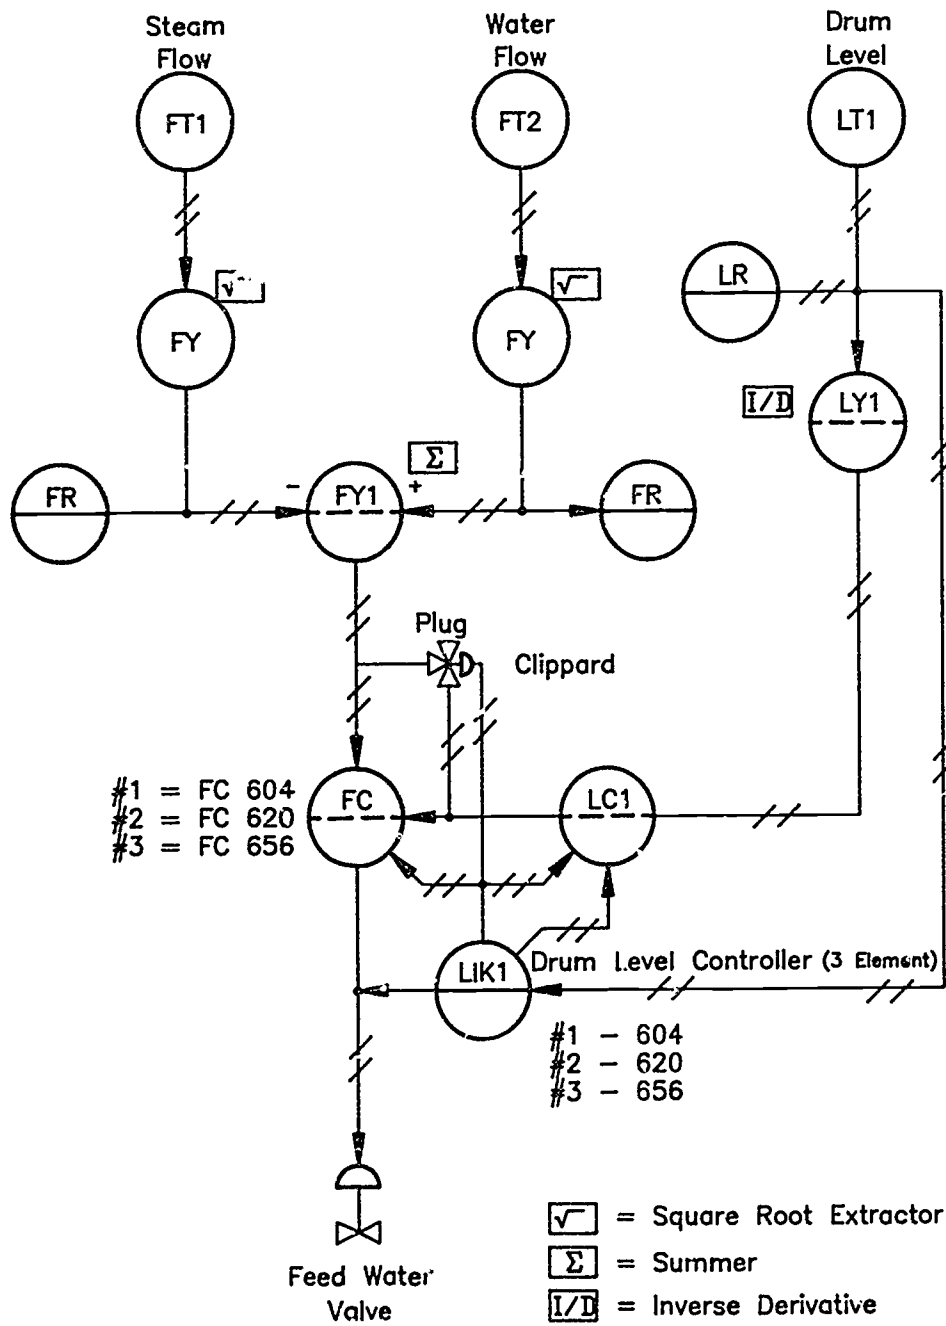 Steam
Flow
Water
Flow
Drum
Level
FT1
FT2
LT1
LR
√
√
FY
FY
I/D
LY1
Σ
FR
-
FY1
+
FR
Plug
Clippard
#1 = FC 604
#2 = FC 620
#3 = FC 656
FC
LC1
LIK1
Drum Level Controller (3 Element)
#1 - 604
#2 - 620
#3 - 656
Feed Water
Valve
√ = Square Root Extractor
Σ = Summer
I/D = Inverse Derivative